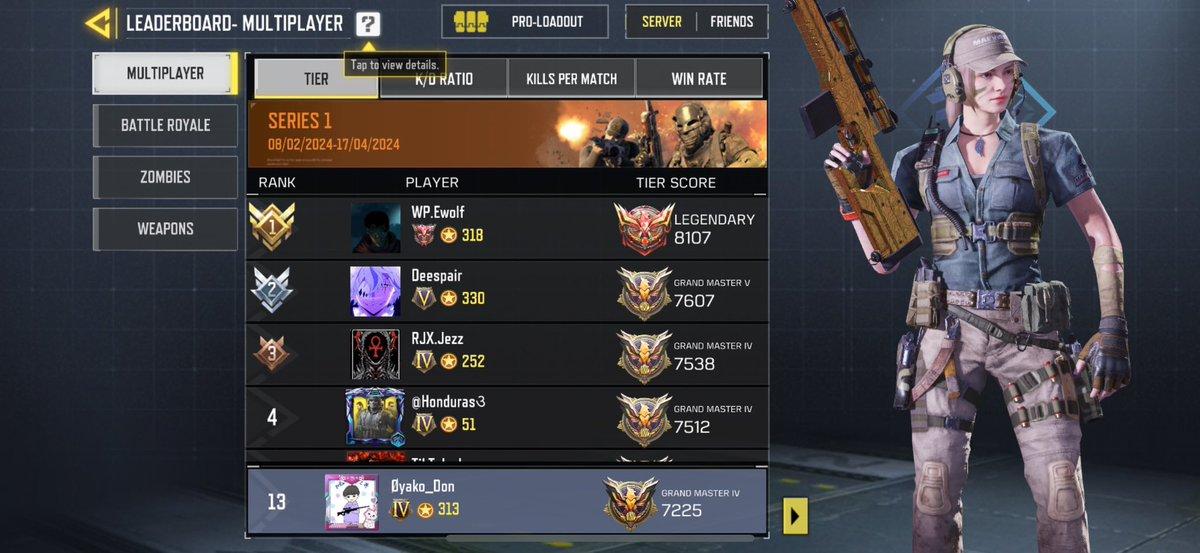 LEADERBOARD- MULTIPLAYER ?
PRO-LOADOUT
SERVER FRIENDS
Tap to view details.
MULTIPLAYER
BATTLE ROYALE
ZOMBIES
WEAPONS
TIER K/D RATIO KILLS PER MATCH WIN RATE
SERIES 1
08/02/2024-17/04/2024
RANK PLAYER TIER SCORE
1 WP.Ewolf 318 LEGENDARY 8107
2 Deespair V 330 GRAND MASTER V 7607
3 RJX.Jezz IV 252 GRAND MASTER IV 7538
4 @Honduras IV 51 GRAND MASTER IV 7512
13 Øyako_Don IV 313 GRAND MASTER IV 7225